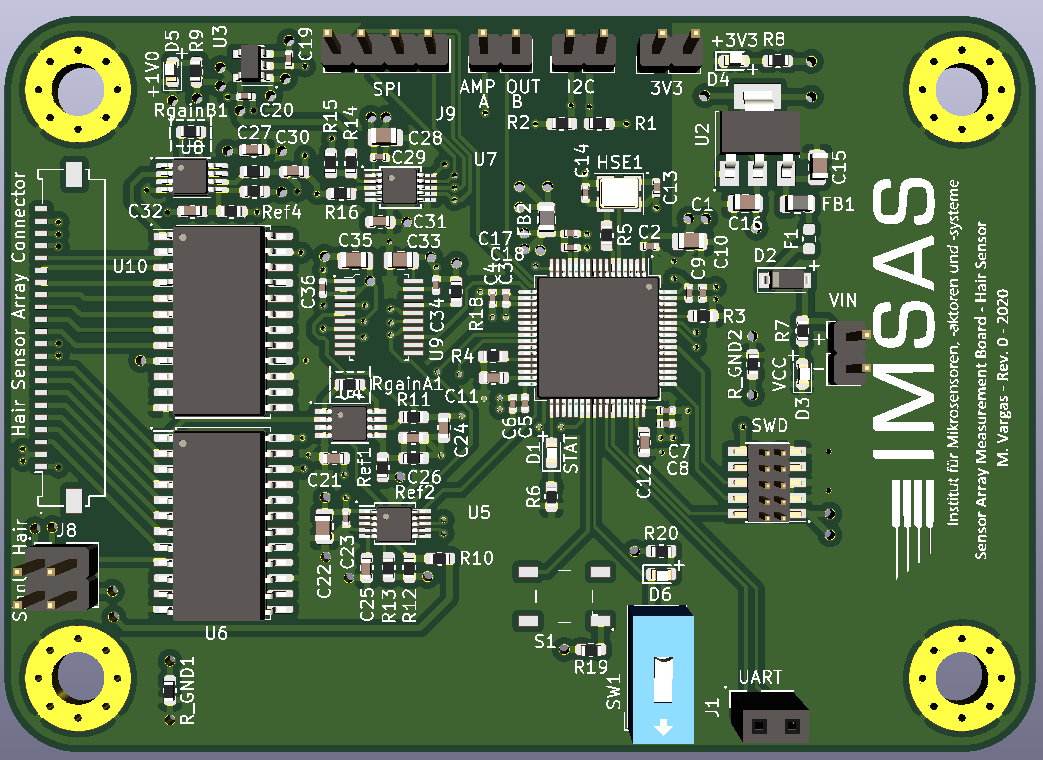 D5
R9
U3
C19
+1V0
C20
SPI
J9
AMP OUT
A B
I2C
3V3
+3V3
R8
D4
RgainB1
U8
C27
C30
R15
R14
C28
C29
U7
R2
R1
HSE1
C14
C13
U2
C15
C16
FB1
C32
Ref4
R16
C31
FB2
R5
C2
C1
C10
F1
Hair Sensor Array Connector
U10
C35
C33
C36
C34
R18
U9
C17
C18
C4
C3
C9
D2
R3
R4
R7
VIN
R_GND2
VCC
D3
IMSAS
Institut für Mikrosensoren, -aktoren und -systeme
Sensor Array Measurement Board - Hair Sensor
M. Vargas - Rev. D - 2020
RgainA1
U4
R11
C11
C24
C6
C5
C21
Ref1
C26
Ref2
D1
STAT
C12
C7
C8
SWD
R6
U5
C22
C23
C25
R13
R12
R10
R20
D6
J8
Hair
U6
S1
R19
R_GND1
SW1
J1
UART